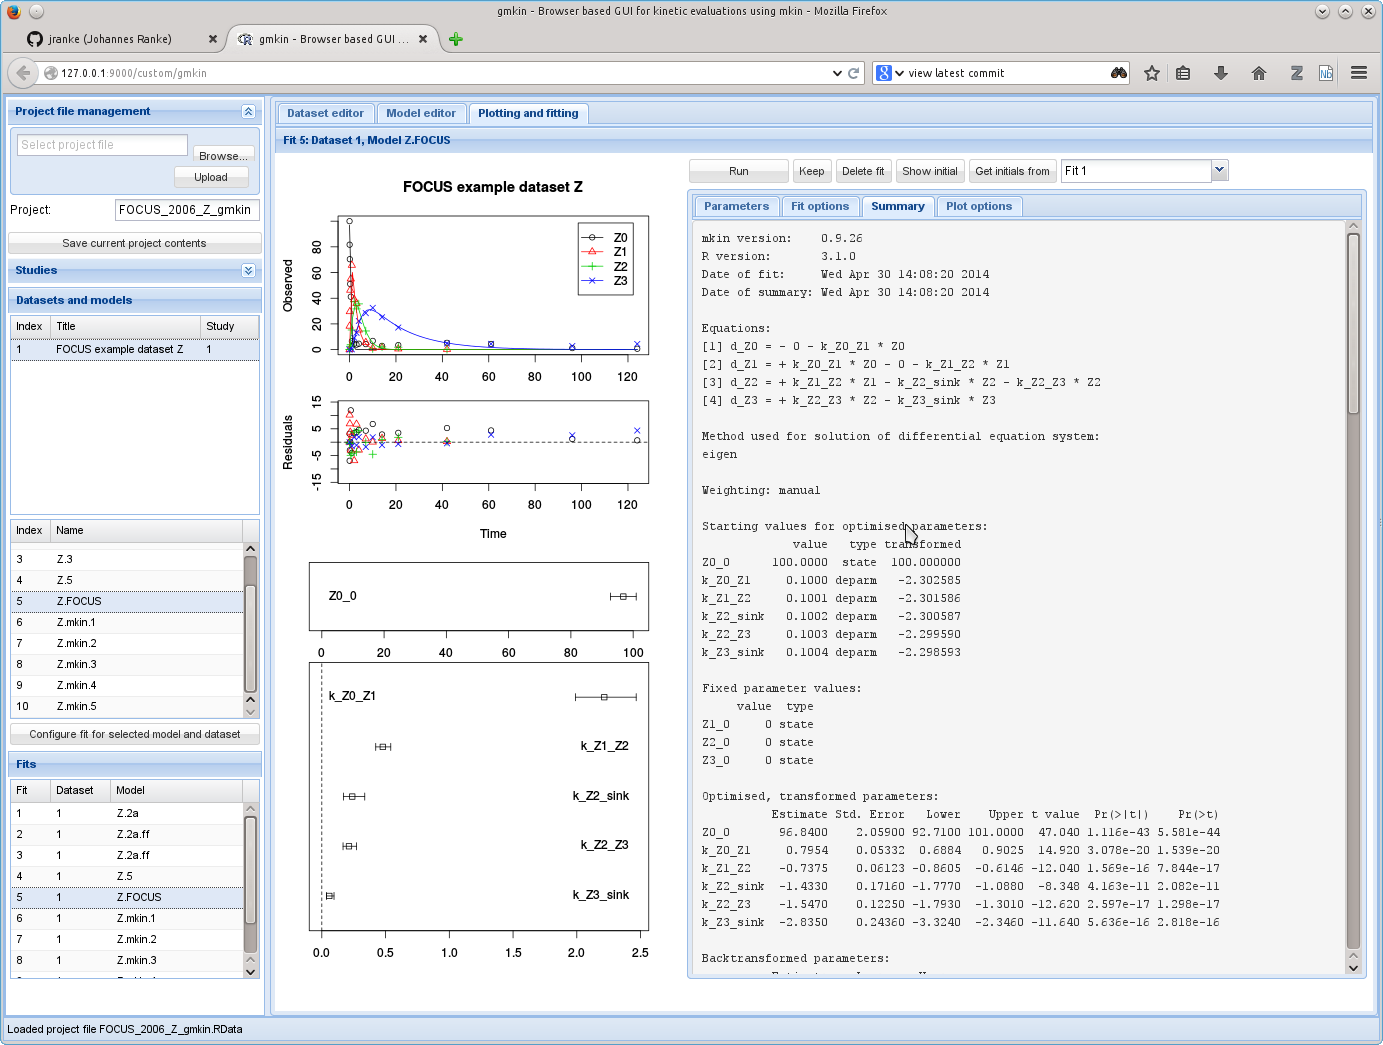 gmkin - Browser based GUI for kinetic evaluations using mkin - Mozilla Firefox
jranke (Johannes Ranke)
gmkin - Browser based GUI ...
127.0.0.1:9000/custom/gmkin
view latest commit
Project file management
Select project file
Browse...
Upload
Project: FOCUS_2006_Z_gmkin
Save current project contents
Studies
Datasets and models
Index Title Study
1 FOCUS example dataset Z 1
Index Name
3 Z.3
4 Z.5
5 Z.FOCUS
6 Z.mkin.1
7 Z.mkin.2
8 Z.mkin.3
9 Z.mkin.4
10 Z.mkin.5
Configure fit for selected model and dataset
Fits
Fit Dataset Model
1 1 Z.2a
2 1 Z.2a.ff
3 1 Z.2a.ff
4 1 Z.5
5 1 Z.FOCUS
6 1 Z.mkin.1
7 1 Z.mkin.2
8 1 Z.mkin.3
Dataset editor Model editor Plotting and fitting
Fit 5: Dataset 1, Model Z.FOCUS
FOCUS example dataset Z
Observed
80
60
40
20
0
Z0
Z1
Z2
Z3
0 20 40 60 80 100 120
Residuals
15
5
-5
-15
0 20 40 60 80 100 120
Time
Z0_0
0 20 40 60 80 100
k_Z0_Z1
k_Z1_Z2
k_Z2_sink
k_Z2_Z3
k_Z3_sink
0.0 0.5 1.0 1.5 2.0 2.5
Run Keep Delete fit Show initial Get initials from Fit 1
Parameters Fit options Summary Plot options
mkin version: 0.9.26
R version: 3.1.0
Date of fit: Wed Apr 30 14:08:20 2014
Date of summary: Wed Apr 30 14:08:20 2014
Equations:
[1] d_Z0 = - 0 - k_Z0_Z1 * Z0
[2] d_Z1 = + k_Z0_Z1 * Z0 - 0 - k_Z1_Z2 * Z1
[3] d_Z2 = + k_Z1_Z2 * Z1 - k_Z2_sink * Z2 - k_Z2_Z3 * Z2
[4] d_Z3 = + k_Z2_Z3 * Z2 - k_Z3_sink * Z3
Method used for solution of differential equation system:
eigen
Weighting: manual
Starting values for optimised parameters:
value type transformed
Z0_0 100.0000 state 100.000000
k_Z0_Z1 0.1000 deparm -2.302585
k_Z1_Z2 0.1001 deparm -2.301586
k_Z2_sink 0.1002 deparm -2.300587
k_Z2_Z3 0.1003 deparm -2.299590
k_Z3_sink 0.1004 deparm -2.298593
Fixed parameter values:
value type
Z1_0 0 state
Z2_0 0 state
Z3_0 0 state
Optimised, transformed parameters:
Estimate Std. Error Lower Upper t value Pr(>|t|) Pr(>t)
Z0_0 96.8400 2.05900 92.7100 101.0000 47.040 1.116e-43 5.581e-44
k_Z0_Z1 0.7954 0.05332 0.6884 0.9025 14.920 3.078e-20 1.539e-20
k_Z1_Z2 -0.7375 0.06123 -0.8605 -0.6146 -12.040 1.569e-16 7.844e-17
k_Z2_sink -1.4330 0.17160 -1.7770 -1.0880 -8.348 4.163e-11 2.082e-11
k_Z2_Z3 -1.5470 0.12250 -1.7930 -1.3010 -12.620 2.597e-17 1.298e-17
k_Z3_sink -2.8350 0.24360 -3.3240 -2.3460 -11.640 5.636e-16 2.818e-16
Backtransformed parameters:
Loaded project file FOCUS_2006_Z_gmkin.RData